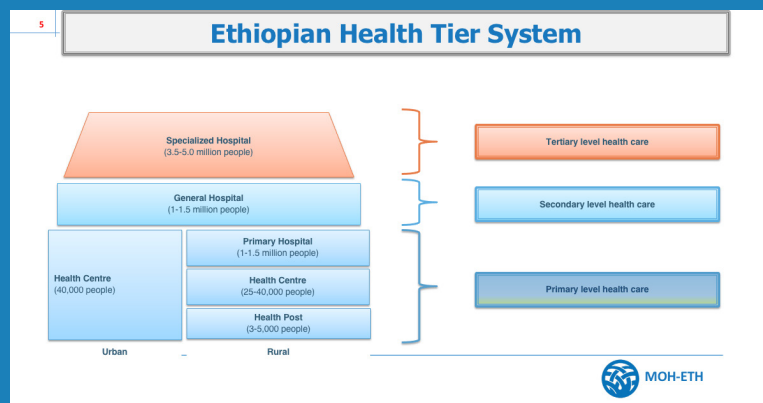 5
Ethiopian Health Tier System
Specialized Hospital
(3.5-5.0 million people)
Tertiary level health care
General Hospital
(1-1.5 million people)
Secondary level health care
Health Centre
(40,000 people)
Primary Hospital
(1-1.5 million people)
Health Centre
(25-40,000 people)
Health Post
(3-5,000 people)
Primary level health care
Urban
Rural
MOH-ETH